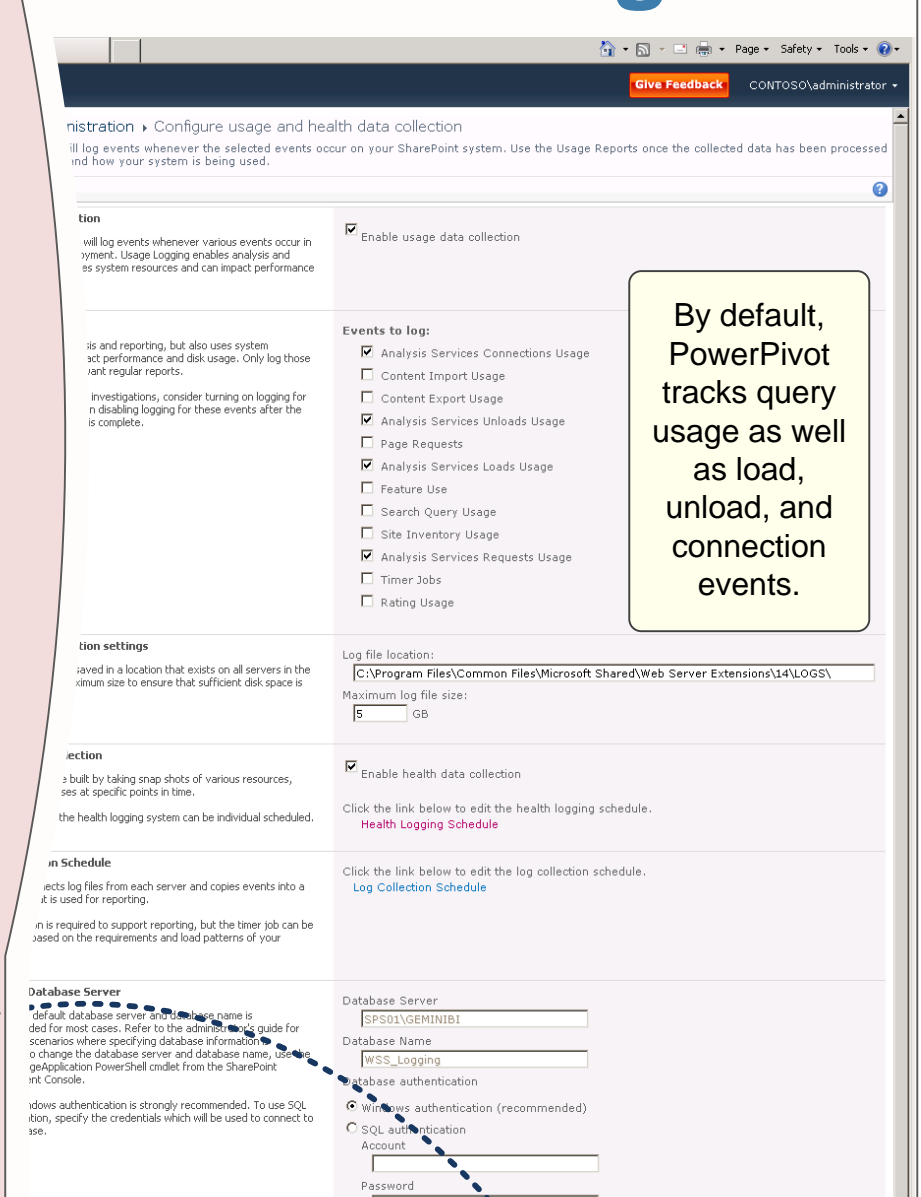 Page Safety Tools
Give Feedback CONTOSO\administrator
nistration Configure usage and health data collection
ill log events whenever the selected events occur on your SharePoint system. Use the Usage Reports once the collected data has been processed
and how your system is being used.
tion
will log events whenever various events occur in
oyment. Usage Logging enables analysis and
es system resources and can impact performance
Enable usage data collection
By default,
PowerPivot
tracks query
usage as well
as load,
unload, and
connection
events.
sis and reporting, but also uses system
act performance and disk usage. Only log those
vant regular reports.
investigations, consider turning on logging for
n disabling logging for these events after the
is complete.
Events to log:
Analysis Services Connections Usage
Content Import Usage
Content Export Usage
Analysis Services Unloads Usage
Page Requests
Analysis Services Loads Usage
Feature Use
Search Query Usage
Site Inventory Usage
Analysis Services Requests Usage
Timer Jobs
Rating Usage
tion settings
saved in a location that exists on all servers in the
ximum size to ensure that sufficient disk space is
Log file location:
C:\Program Files\Common Files\Microsoft Shared\Web Server Extensions\14\LOGS\
Maximum log file size:
5 GB
lection
e built by taking snap shots of various resources,
ses at specific points in time.
the health logging system can be individual scheduled.
Enable health data collection
Click the link below to edit the health logging schedule.
Health Logging Schedule
n Schedule
lects log files from each server and copies events into a
at is used for reporting.
on is required to support reporting, but the timer job can be
based on the requirements and load patterns of your
Click the link below to edit the log collection schedule.
Log Collection Schedule
Database Server
default database server and database name is
ded for most cases. Refer to the administrator's guide for
scenarios where specifying database information is
o change the database server and database name, use the
geApplication PowerShell cmdlet from the SharePoint
ent Console.
ndows authentication is strongly recommended. To use SQL
tion, specify the credentials which will be used to connect to
ase.
Database Server
SPS01\GEMINIBI
Database Name
WSS_Logging
Database authentication
Windows authentication (recommended)
SQL authentication
Account
Password